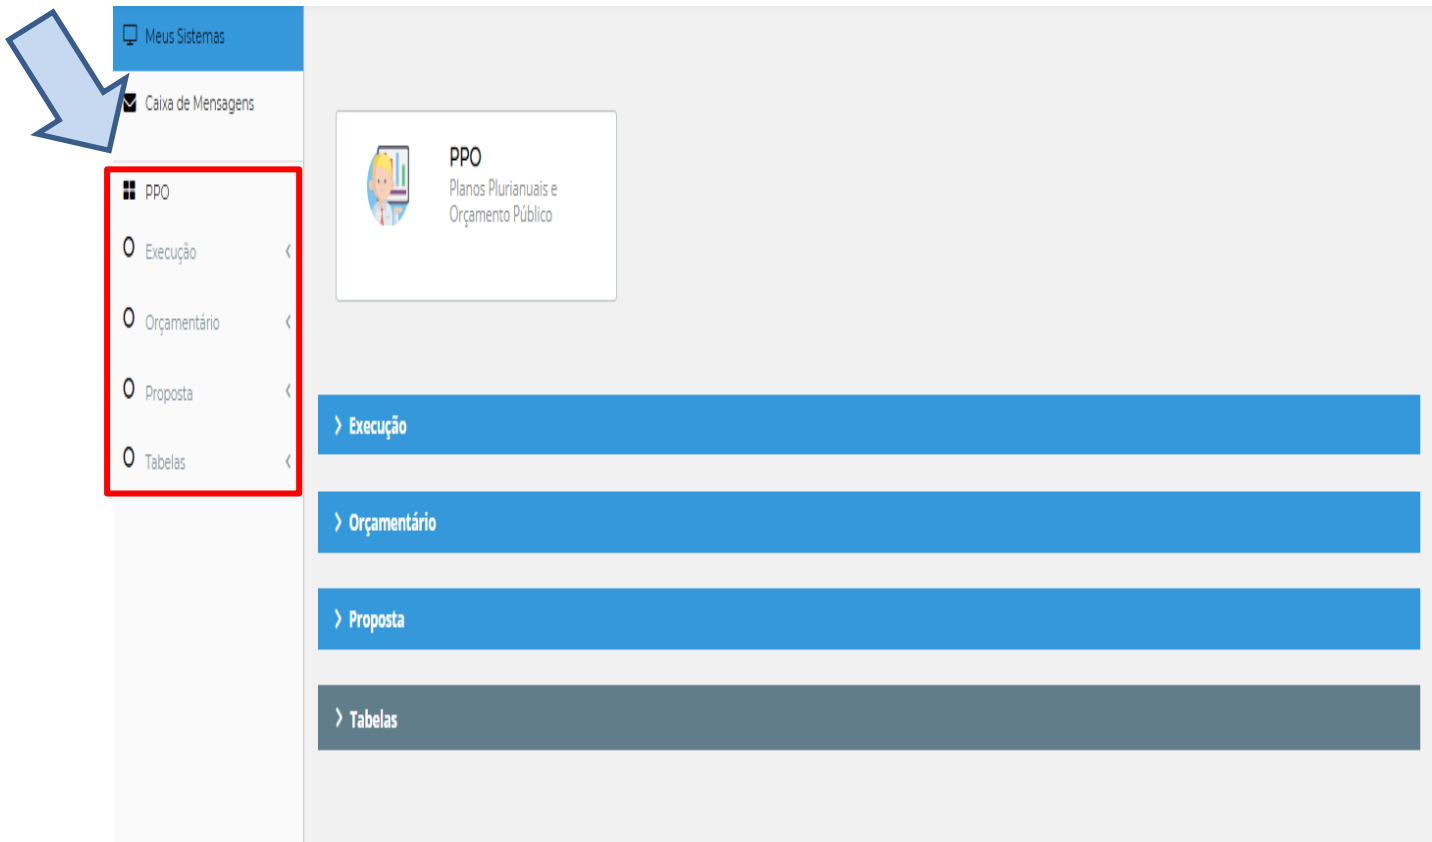 Meus Sistemas
Caixa de Mensagens
PPO
Execução
Orçamentário
Proposta
Tabelas
PPO
Planos Plurianuais e
Orçamento Público
Execução
Orçamentário
Proposta
Tabelas